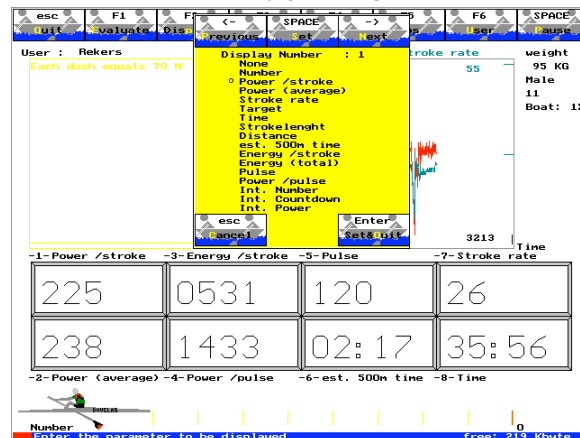 esc F1 F F5 F6 SPACE
Quit Evaluate Dis s User Pause
<- SPACE ->
Previous Set Next
User : Rekers
Each dash equals 70 N
troke rate
55
3213
Time
weight
95 KG
Male
11
Boat: 1
Display Number : 1
None
Number
Power /stroke
Power (average)
Stroke rate
Target
Time
Strokelenght
Distance
est. 500m time
Energy /stroke
Energy (total)
Pulse
Power /pulse
Int. Number
Int. Countdown
Int. Power
esc Enter
Cancel Set&Quit
-1-Power /stroke -3-Energy /stroke -5-Pulse -7-Stroke rate
225 0531 120 26
238 1433 02:17 35:56
-2-Power (average) -4-Power /pulse -6-est. 500m time -8-Time
DOUGLAS
Number 0
Enter the parameter to be displayed free: 219 Kbyte